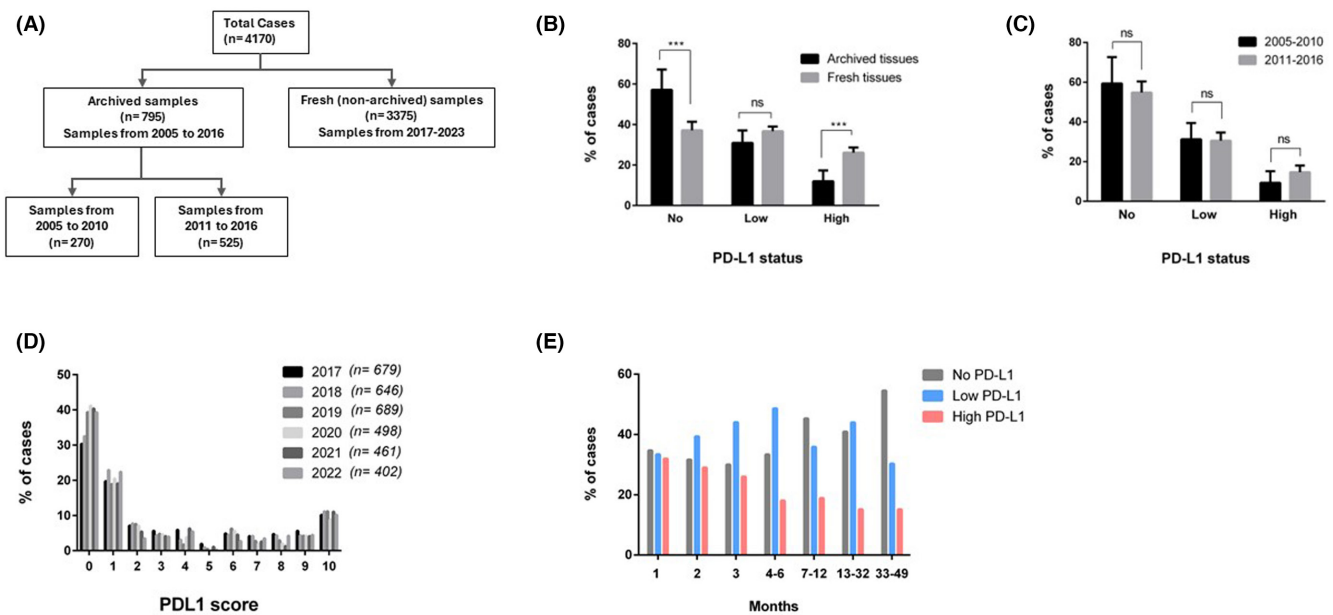 (A)
Total Cases
(n= 4170)
Archived samples
(n= 795)
Samples from 2005 to 2016
Fresh (non-archived) samples
(n= 3375)
Samples from 2017-2023
Samples from
2005 to 2010
(n= 270)
Samples from
2011 to 2016
(n= 525)
(B)
% of cases
80
60
40
20
0
***
ns
***
Archived tissues
Fresh tissues
No Low High
PD-L1 status
(C)
% of cases
80
60
40
20
0
ns
ns
ns
2005-2010
2011-2016
No Low High
PD-L1 status
(D)
% of cases
50
40
30
20
10
0
2017 (n= 679)
2018 (n= 646)
2019 (n= 689)
2020 (n= 498)
2021 (n= 461)
2022 (n= 402)
0 1 2 3 4 5 6 7 8 9 10
PDL1 score
(E)
% of cases
60
40
20
0
No PD-L1
Low PD-L1
High PD-L1
1 2 3 4-6 7-12 13-32 33-49
Months